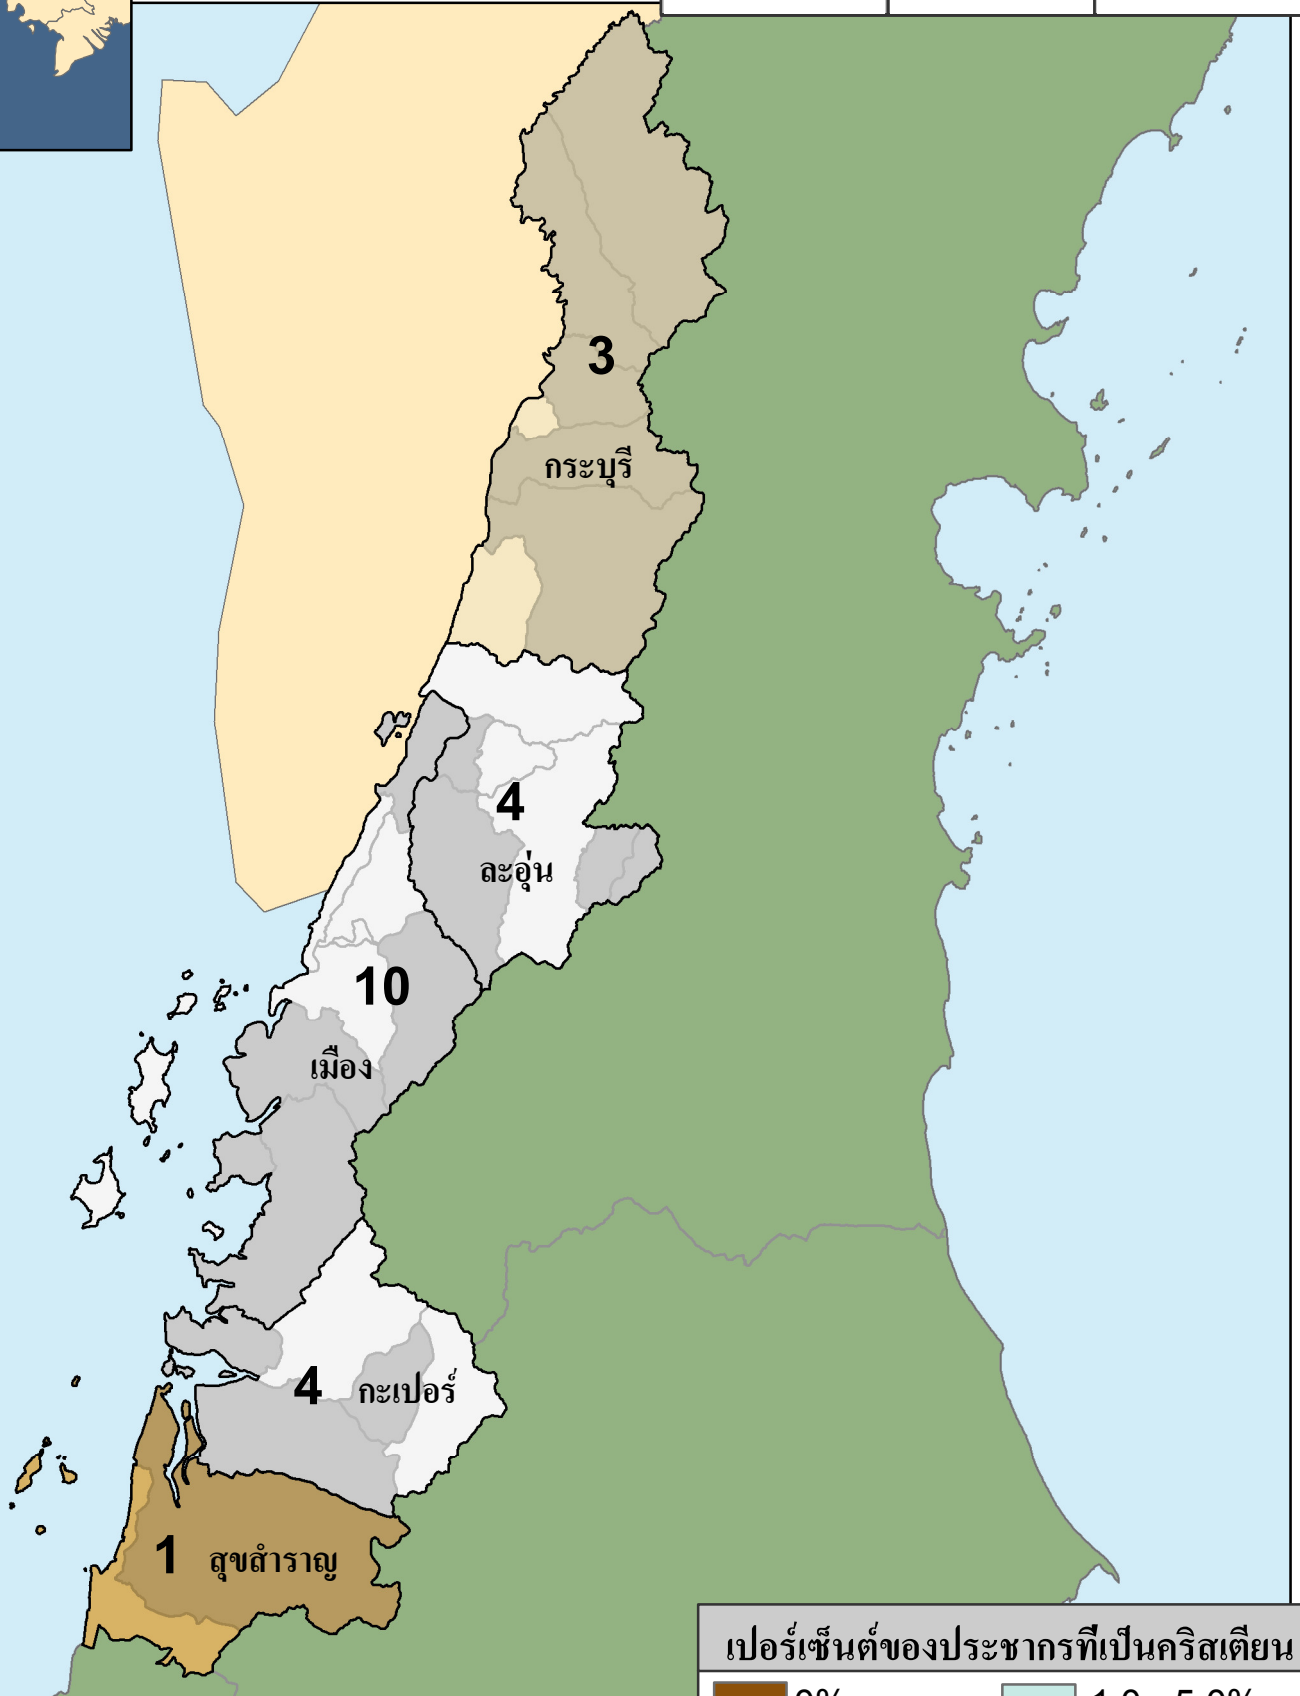 3
กระบุรี
4
ละอุ่น
10
เมือง
4 กะเปอร์
1 สุขสำราญ
เปอร์เซ็นต์ของประชากรที่เป็นคริสเตียน